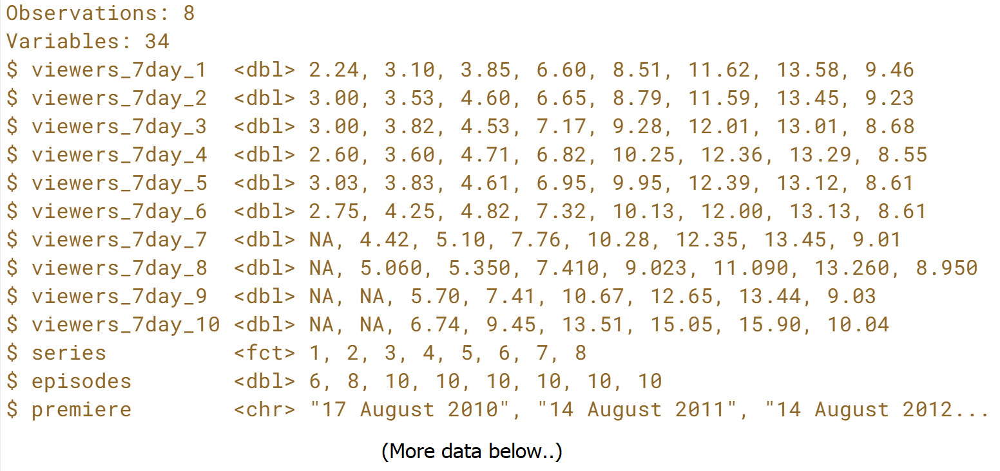 Observations: 8
Variables: 34
$ viewers_7day_1  <dbl> 2.24, 3.10, 3.85, 6.60, 8.51, 11.62, 13.58, 9.46
$ viewers_7day_2  <dbl> 3.00, 3.53, 4.60, 6.65, 8.79, 11.59, 13.45, 9.23
$ viewers_7day_3  <dbl> 3.00, 3.82, 4.53, 7.17, 9.28, 12.01, 13.01, 8.68
$ viewers_7day_4  <dbl> 2.60, 3.60, 4.71, 6.82, 10.25, 12.36, 13.29, 8.55
$ viewers_7day_5  <dbl> 3.03, 3.83, 4.61, 6.95, 9.95, 12.39, 13.12, 8.61
$ viewers_7day_6  <dbl> 2.75, 4.25, 4.82, 7.32, 10.13, 12.00, 13.13, 8.61
$ viewers_7day_7  <dbl> NA, 4.42, 5.10, 7.76, 10.28, 12.35, 13.45, 9.01
$ viewers_7day_8  <dbl> NA, 5.060, 5.350, 7.410, 9.023, 11.090, 13.260, 8.950
$ viewers_7day_9  <dbl> NA, NA, 5.70, 7.41, 10.67, 12.65, 13.44, 9.03
$ viewers_7day_10 <dbl> NA, NA, 6.74, 9.45, 13.51, 15.05, 15.90, 10.04
$ series          <fct> 1, 2, 3, 4, 5, 6, 7, 8
$ episodes        <dbl> 6, 8, 10, 10, 10, 10, 10, 10
$ premiere        <chr> "17 August 2010", "14 August 2011", "14 August 2012...
(More data below..)